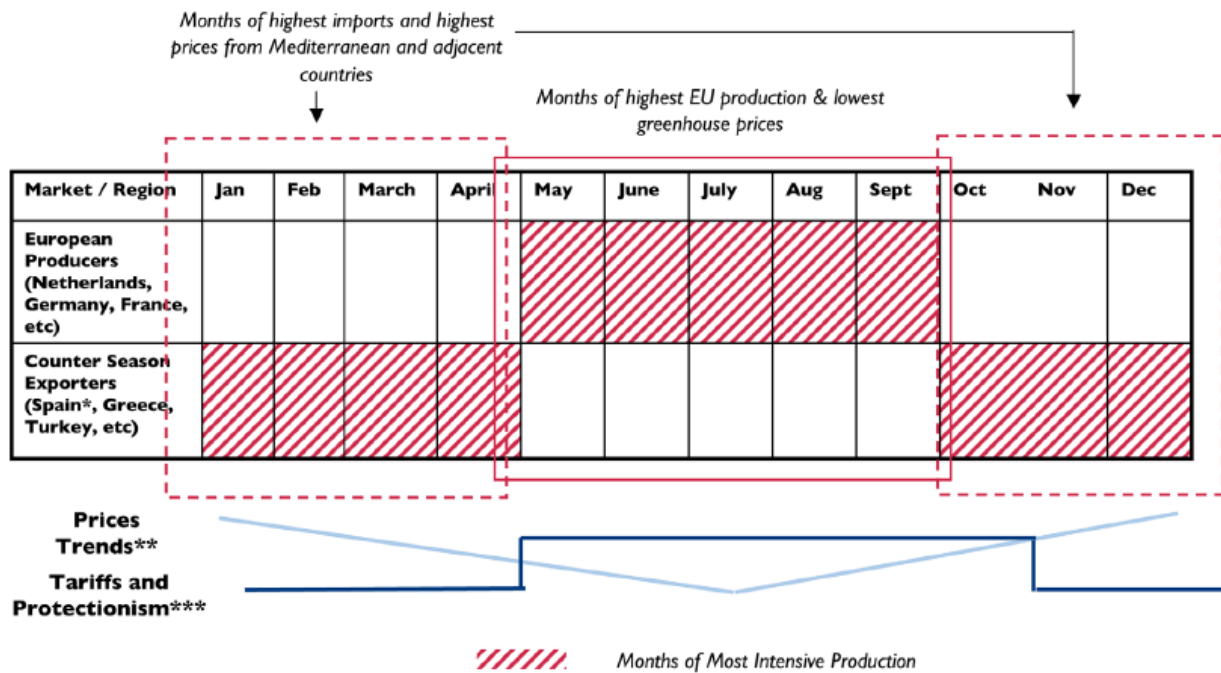 Months of highest imports and highest
prices from Mediterranean and adjacent
countries
Months of highest EU production & lowest
greenhouse prices
Market / Region Jan Feb March April May June July Aug Sept Oct Nov Dec
European
Producers
(Netherlands,
Germany, France,
etc)
Counter Season
Exporters
(Spain*, Greece,
Turkey, etc)
Prices
Trends**
Tariffs and
Protectionism***
Months of Most Intensive Production